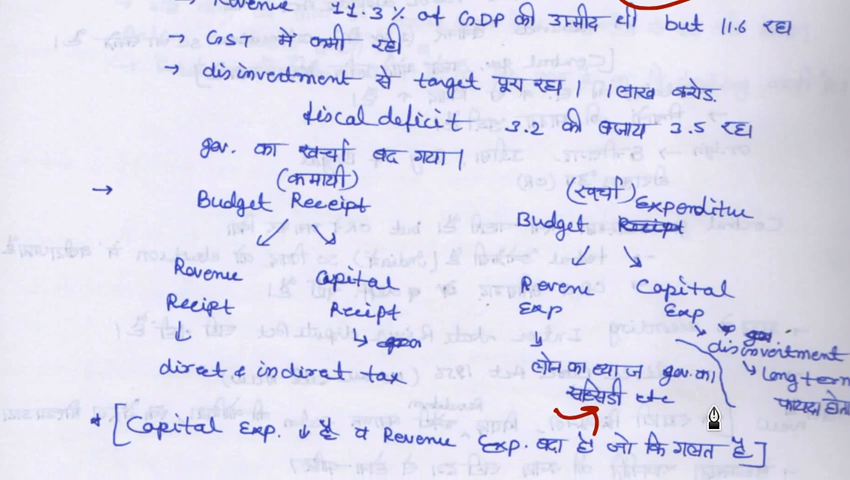 → Revenue 11.3% of GDP की उम्मीद थी but 11.6 रहा
→ GST में कमी रही
→ disinvestment से target पूरा रहा। 1 लाख करोड़.
fiscal deficit 3.2 की बजाय 3.5 रहा
gov. का खर्चा बढ गया।
→ (कमायी) (खर्चा)
Budget Receipt Budget Expenditure
Revenue Receipt Capital Receipt Revenue Exp Capital Exp
direct & indirect tax लोन का ब्याज gov. का सब्सिडी etc disinvestment
Long term फायदा होता
* [Capital Exp. ↓ है व Revenue Exp. बढा है जो कि गलत है]